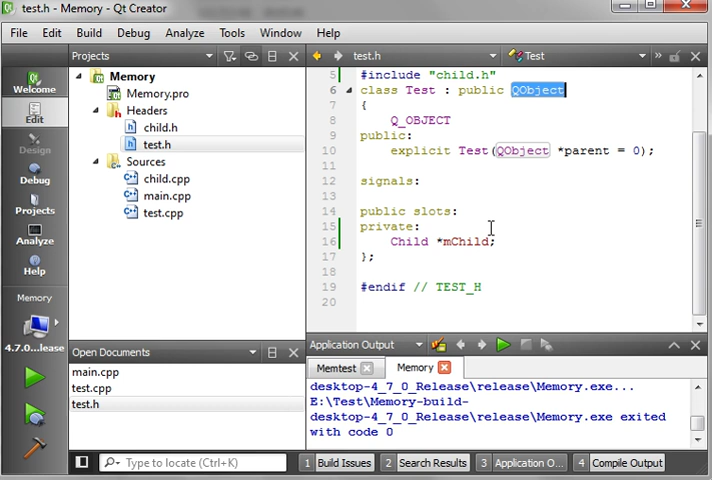 test.h - Memory - Qt Creator
File Edit Build Debug Analyze Tools Window Help
Projects
test.h
Test
Welcome
Edit
Design
Debug
Projects
Analyze
Help
Memory
4.7.0...lease
Memory
Memory.pro
Headers
child.h
test.h
Sources
child.cpp
main.cpp
test.cpp
Open Documents
main.cpp
test.cpp
test.h
5 #include "child.h"
6 class Test : public QObject
7 {
8 Q_OBJECT
9 public:
10 explicit Test(QObject *parent = 0);
11
12 signals:
13
14 public slots:
15 private:
16 Child *mChild;
17 };
18
19 #endif // TEST_H
20
Application Output
Memtest
Memory
desktop-4_7_0_Release\release\Memory.exe...
E:\Test\Memory-build-
desktop-4_7_0_Release\release\Memory.exe exited
with code 0
Type to locate (Ctrl+K)
1 Build Issues
2 Search Results
3 Application O...
4 Compile Output